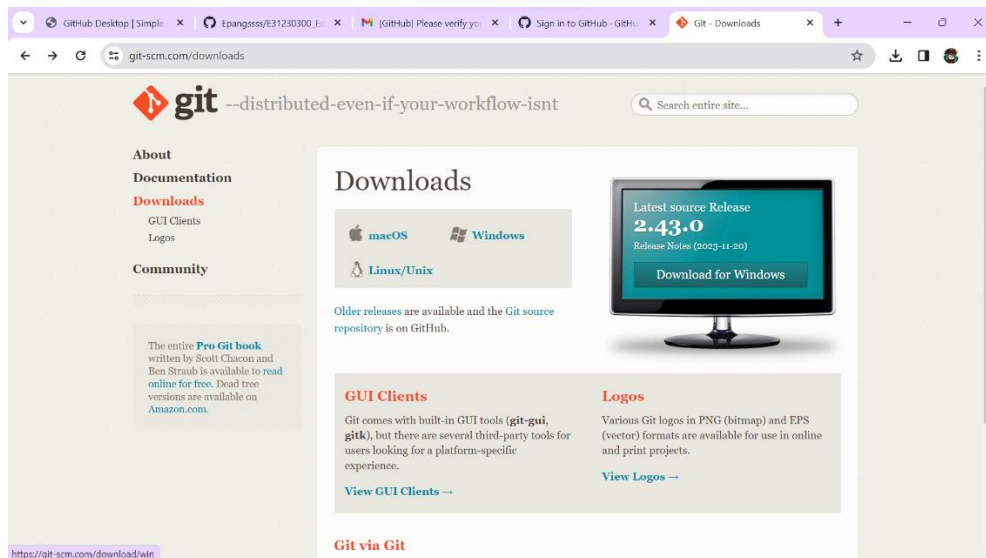 GitHub Desktop | Simple
Epangssss/E31230300_Ec
[GitHub] Please verify you
Sign in to GitHub · GitHu
Git - Downloads
git-scm.com/downloads
git --distributed-even-if-your-workflow-isnt
Search entire site...
About
Documentation
Downloads
GUI Clients
Logos
Community
The entire Pro Git book
written by Scott Chacon and
Ben Straub is available to read
online for free. Dead tree
versions are available on
Amazon.com.
Downloads
macOS
Windows
Linux/Unix
Older releases are available and the Git source
repository is on GitHub.
Latest source Release
2.43.0
Release Notes (2023-11-20)
Download for Windows
GUI Clients
Git comes with built-in GUI tools (git-gui,
gitk), but there are several third-party tools for
users looking for a platform-specific
experience.
View GUI Clients →
Logos
Various Git logos in PNG (bitmap) and EPS
(vector) formats are available for use in online
and print projects.
View Logos →
Git via Git
https://git-scm.com/download/win